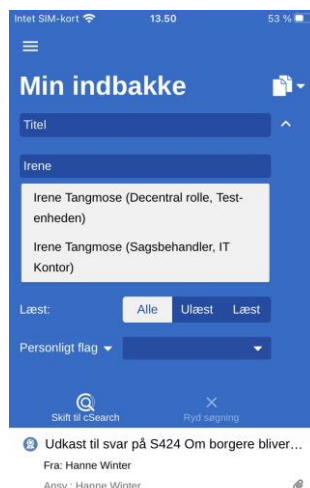 Intet SIM-kort 13.50 53 %
Min indbakke
Titel
Irene
Irene Tangmose (Decentral rolle, Test-
enheden)
Irene Tangmose (Sagsbehandler, IT
Kontor)
Læst: Alle Ulæst Læst
Personligt flag
Skift til cSearch Ryd søgning
Udkast til svar på S424 Om borgere bliver…
Fra: Hanne Winter
Ansv.: Hanne Winter